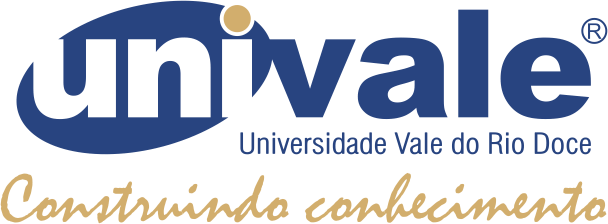 univale®
Universidade Vale do Rio Doce
Construindo conhecimento